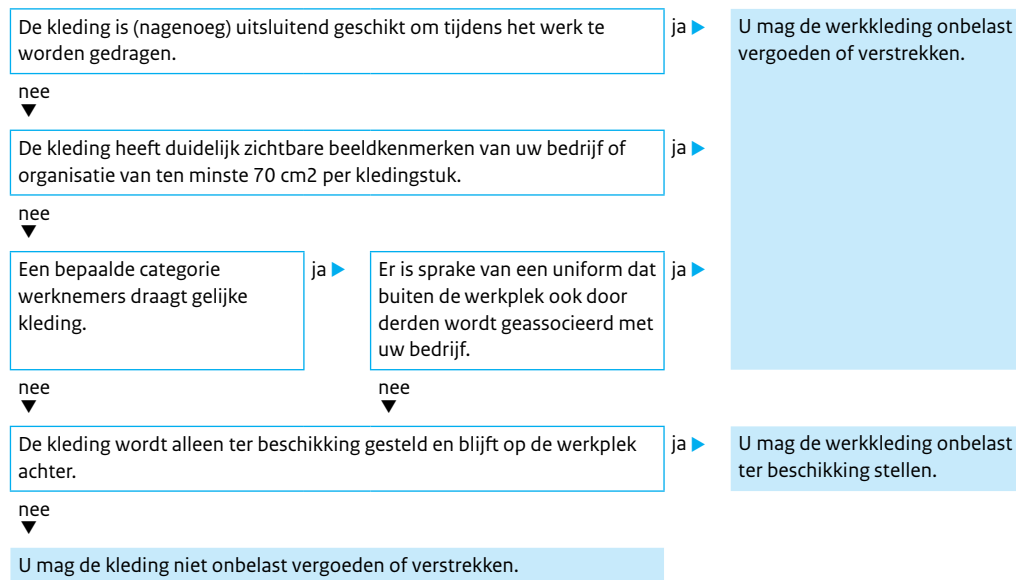 De kleding is (nagenoeg) uitsluitend geschikt om tijdens het werk te
worden gedragen.
ja
U mag de werkkleding onbelast
vergoeden of verstrekken.
nee
De kleding heeft duidelijk zichtbare beeldkenmerken van uw bedrijf of
organisatie van ten minste 70 cm2 per kledingstuk.
ja
nee
Een bepaalde categorie
werknemers draagt gelijke
kleding.
ja
Er is sprake van een uniform dat
buiten de werkplek ook door
derden wordt geassocieerd met
uw bedrijf.
ja
nee
nee
De kleding wordt alleen ter beschikking gesteld en blijft op de werkplek
achter.
ja
U mag de werkkleding onbelast
ter beschikking stellen.
nee
U mag de kleding niet onbelast vergoeden of verstrekken.